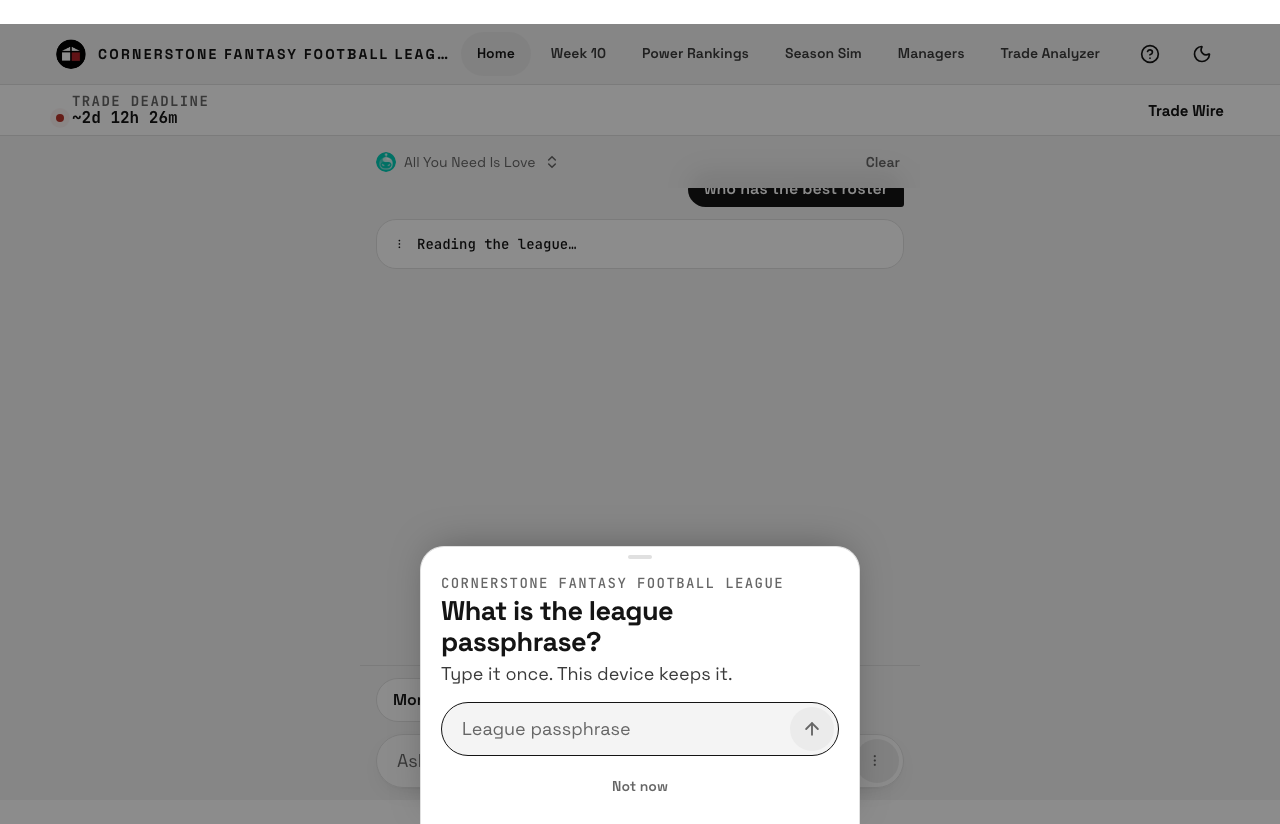 CORNERSTONE FANTASY FOOTBALL LEAG…
Home
Week 10
Power Rankings
Season Sim
Managers
Trade Analyzer
TRADE DEADLINE
~2d 12h 26m
Trade Wire
All You Need Is Love
Clear
who has the best roster
Reading the league…
CORNERSTONE FANTASY FOOTBALL LEAGUE
What is the league
passphrase?
Type it once. This device keeps it.
League passphrase
Not now